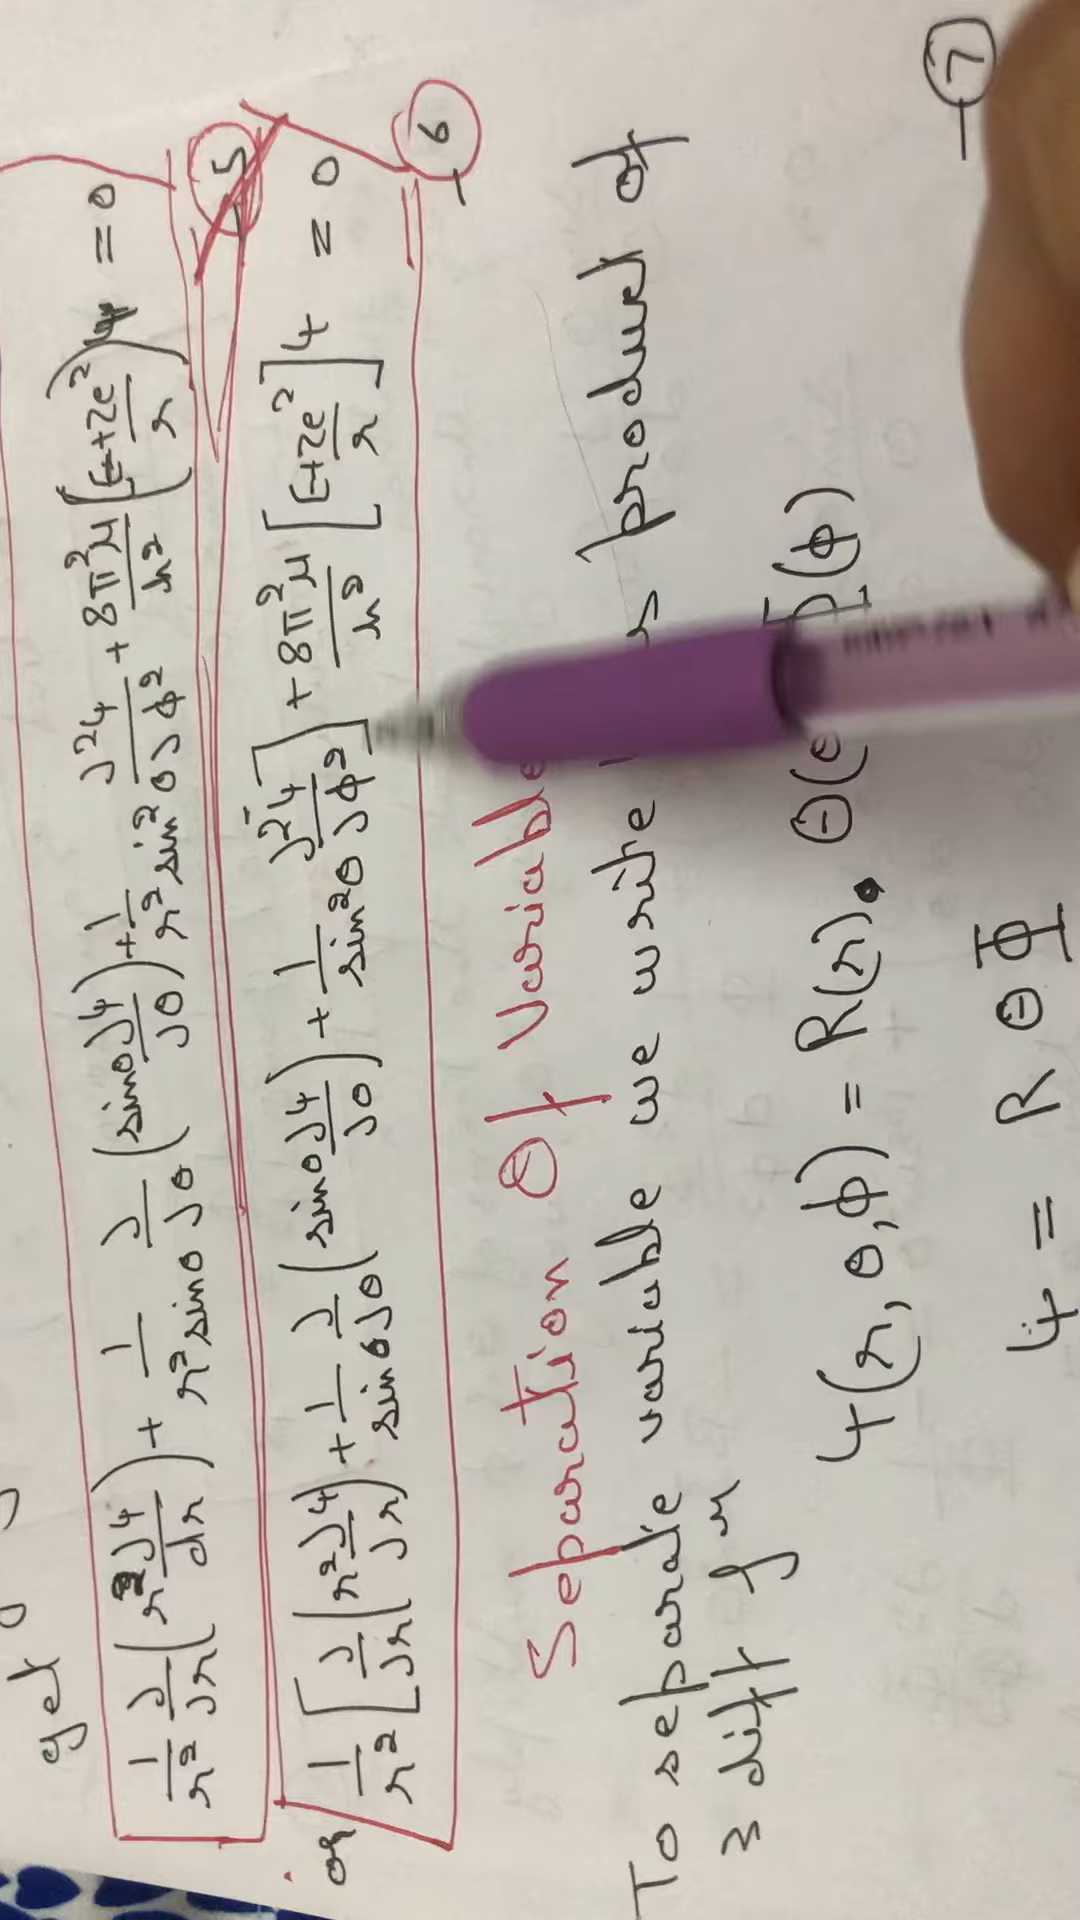 get
1/r² ∂/∂r (r² ∂ψ/dr) + 1/r² sinθ ∂/∂θ (sinθ ∂ψ/∂θ) + 1/r² sin²θ ∂²ψ/∂ϕ² + 8π²μ/h² (E+Ze²/r) ψ = 0
5
or 1/r² [∂/∂r (r² ∂ψ/∂r) + 1/sinθ ∂/∂θ (sinθ ∂ψ/∂θ) + 1/sin²θ ∂²ψ/∂ϕ²] + 8π²μ/h² [E+Ze²/r] ψ = 0
— 6
Separation Of Variable
To separate variable we write product of
3 diff fn
ψ(r, θ, ϕ) = R(r). Θ(θ (ϕ)
ψ = R Θ Φ — 7